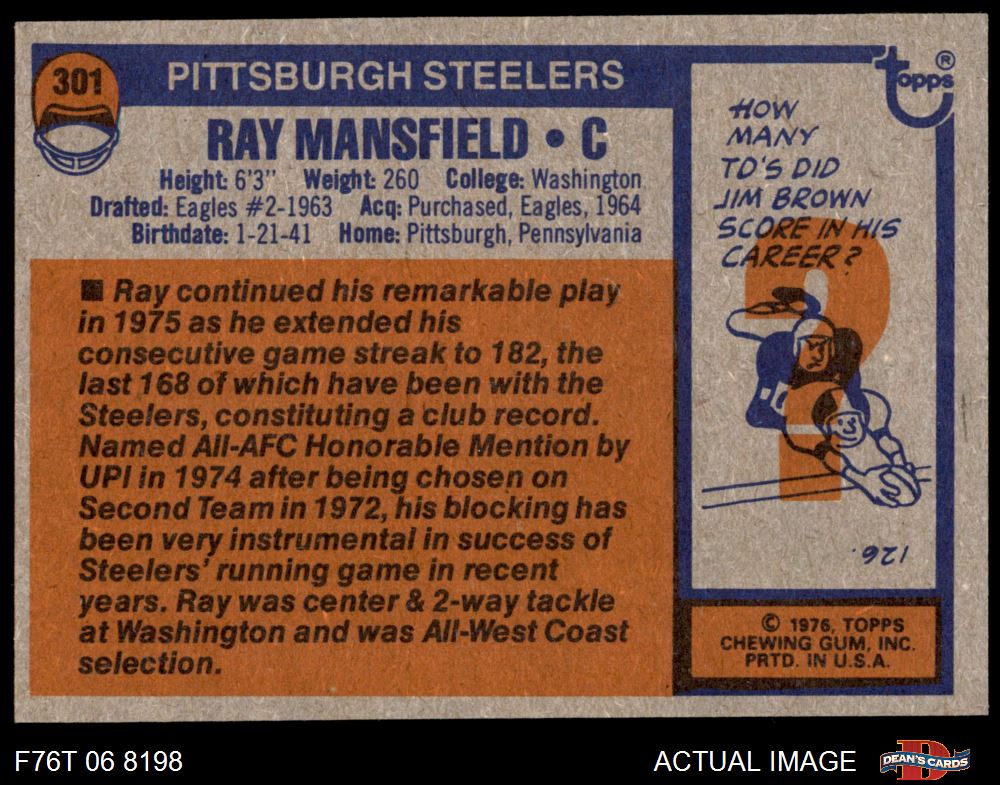 301
PITTSBURGH STEELERS
RAY MANSFIELD • C
Height: 6'3" Weight: 260 College: Washington
Drafted: Eagles #2-1963 Acq: Purchased, Eagles, 1964
Birthdate: 1-21-41 Home: Pittsburgh, Pennsylvania
■ Ray continued his remarkable play
in 1975 as he extended his
consecutive game streak to 182, the
last 168 of which have been with the
Steelers, constituting a club record.
Named All-AFC Honorable Mention by
UPI in 1974 after being chosen on
Second Team in 1972, his blocking has
been very instrumental in success of
Steelers' running game in recent
years. Ray was center & 2-way tackle
at Washington and was All-West Coast
selection.
topps ®
HOW
MANY
TD'S DID
JIM BROWN
SCORE IN HIS
CAREER?
?
126.
© 1976, TOPPS
CHEWING GUM, INC.
PRTD. IN U.S.A.
F76T 06 8198
ACTUAL IMAGE
D
DEAN'S CARDS